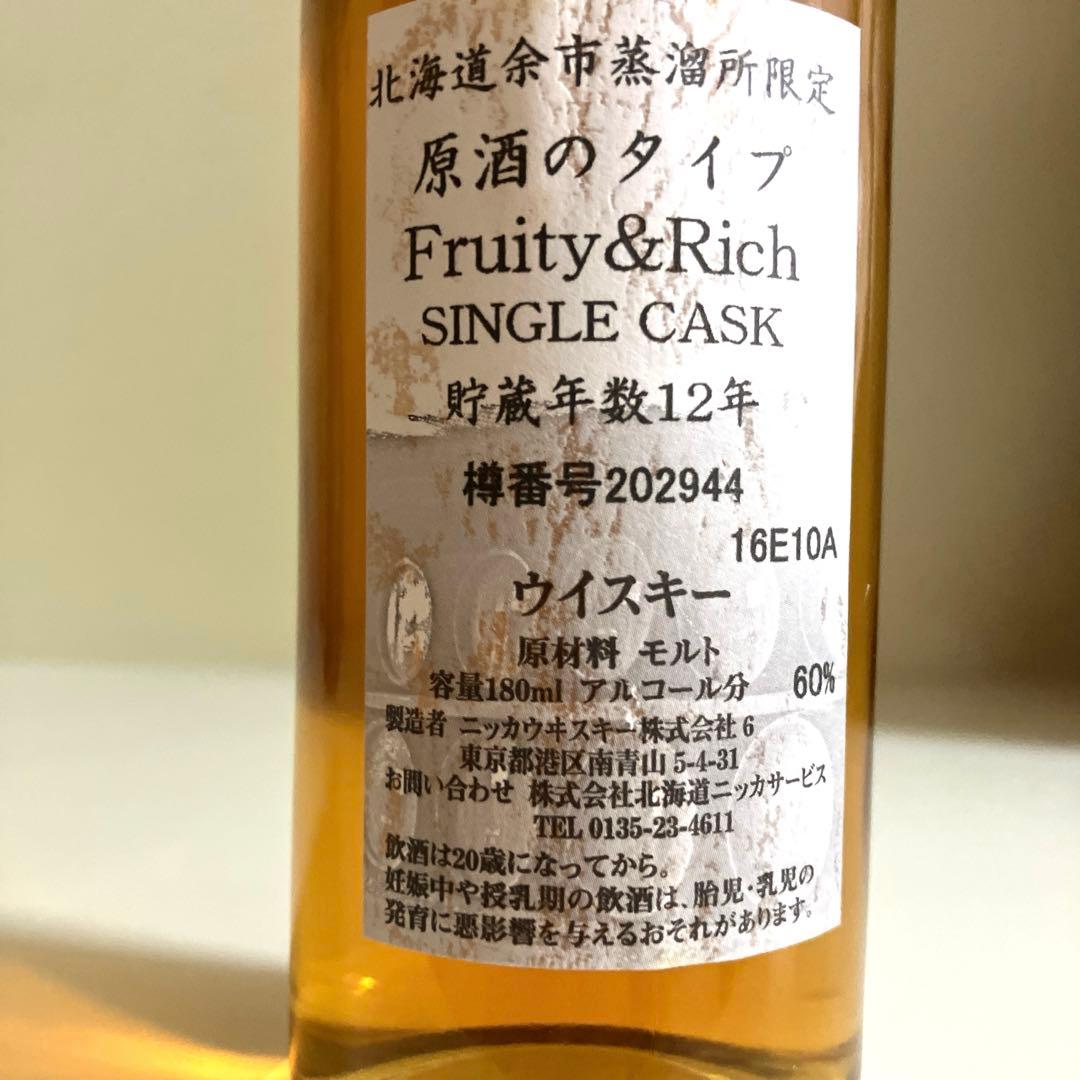 北海道余市蒸溜所限定
原酒のタイプ
Fruity&Rich
SINGLE CASK
貯蔵年数12年
樽番号202944
16E10A
ウイスキー
原材料 モルト
容量180ml アルコール分 60%
製造者 ニッカウヰスキー株式会社 6
東京都港区南青山 5-4-31
お問い合わせ 株式会社北海道ニッカサービス
TEL 0135-23-4611
飲酒は20歳になってから。
妊娠中や授乳期の飲酒は、胎児・乳児の
発育に悪影響を与えるおそれがあります。